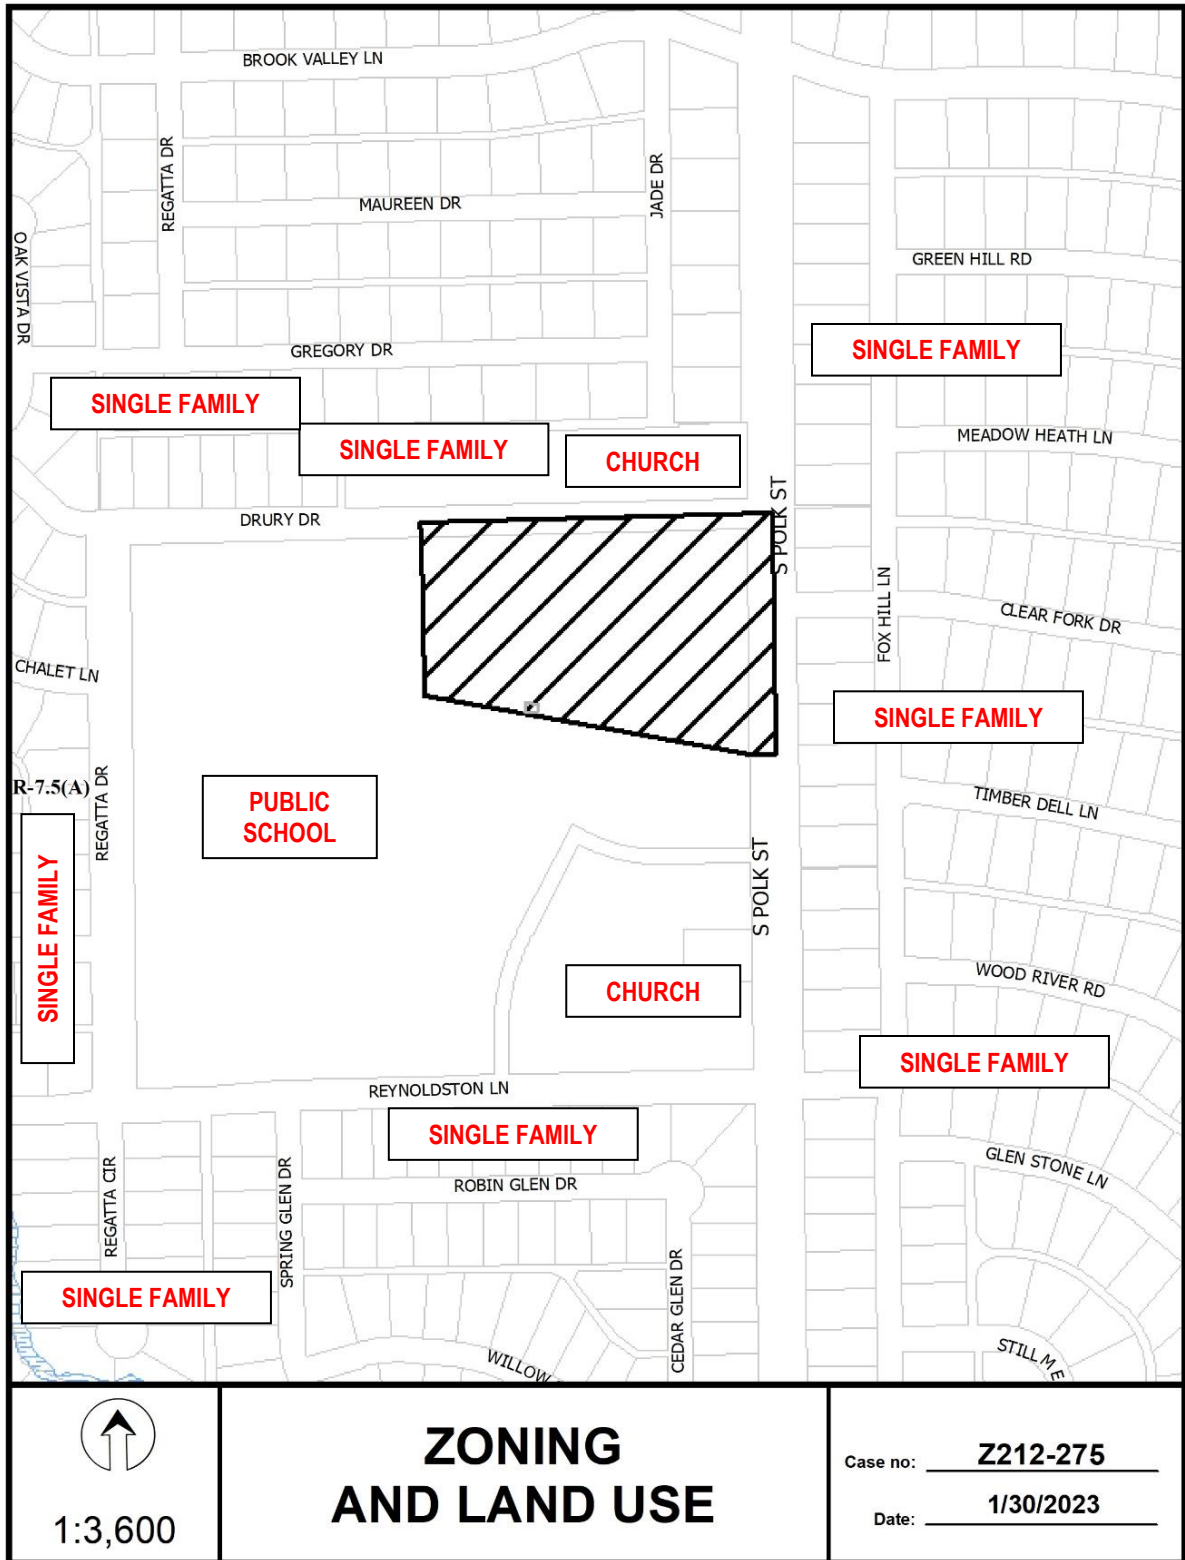 BROOK VALLEY LN
REGATTA DR
MAUREEN DR
JADE DR
OAK VISTA DR
GREEN HILL RD
GREGORY DR
SINGLE FAMILY
SINGLE FAMILY
SINGLE FAMILY
CHURCH
MEADOW HEATH LN
DRURY DR
S POLK ST
FOX HILL LN
CLEAR FORK DR
CHALET LN
SINGLE FAMILY
R-7.5(A)
REGATTA DR
PUBLIC
SCHOOL
TIMBER DELL LN
SINGLE FAMILY
S POLK ST
CHURCH
WOOD RIVER RD
SINGLE FAMILY
REYNOLDSTON LN
SINGLE FAMILY
REGATTA CIR
SPRING GLEN DR
ROBIN GLEN DR
GLEN STONE LN
SINGLE FAMILY
CEDAR GLEN DR
WILLOW
STILLM E
1:3,600
ZONING
AND LAND USE
Case no: Z212-275
Date: 1/30/2023